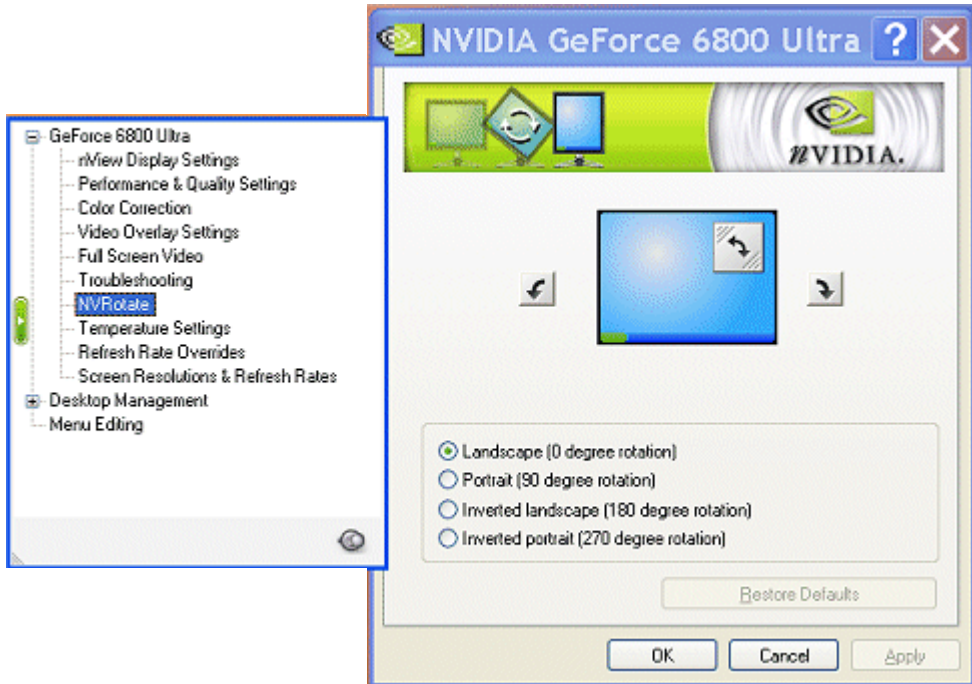 NVIDIA GeForce 6800 Ultra
nVIDIA.
GeForce 6800 Ultra
nView Display Settings
Performance & Quality Settings
Color Correction
Video Overlay Settings
Full Screen Video
Troubleshooting
NVRotate
Temperature Settings
Refresh Rate Overrides
Screen Resolutions & Refresh Rates
Desktop Management
Menu Editing
Landscape (0 degree rotation)
Portrait (90 degree rotation)
Inverted landscape (180 degree rotation)
Inverted portrait (270 degree rotation)
Restore Defaults
OK Cancel Apply